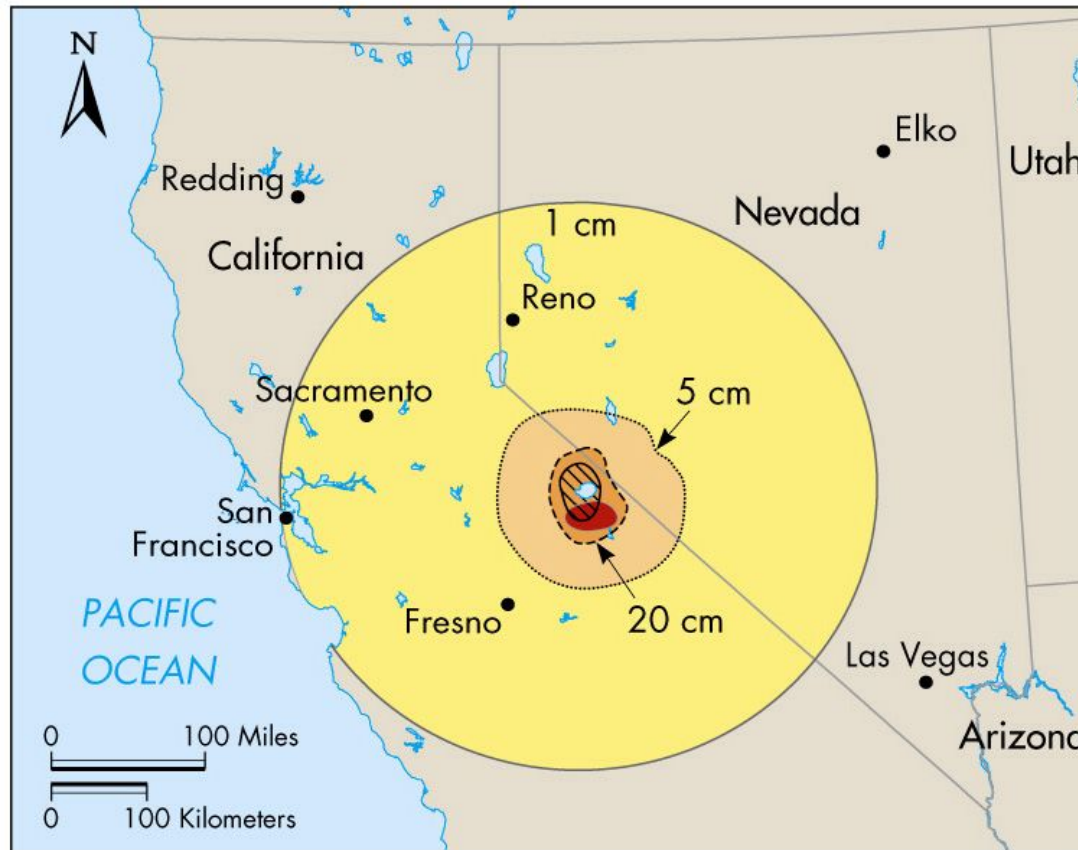 N
Elko
Utah
Redding
Nevada
1 cm
California
Reno
5 cm
Sacramento
San
Francisco
PACIFIC
OCEAN
Fresno
20 cm
Las Vegas
0 100 Miles
Arizona
0 100 Kilometers